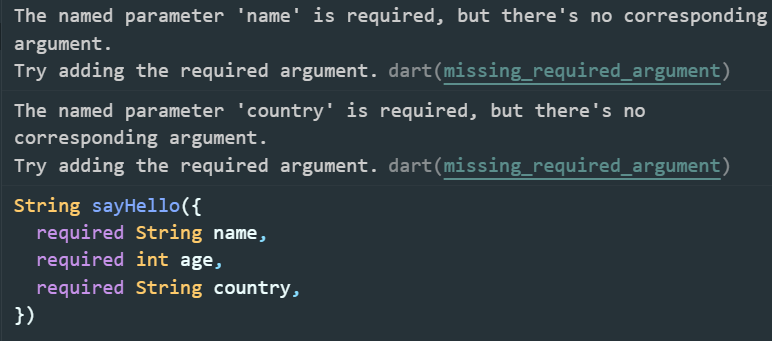 The named parameter 'name' is required, but there's no corresponding
argument.
Try adding the required argument. dart(missing_required_argument)
The named parameter 'country' is required, but there's no
corresponding argument.
Try adding the required argument. dart(missing_required_argument)
String sayHello({
  required String name,
  required int age,
  required String country,
})